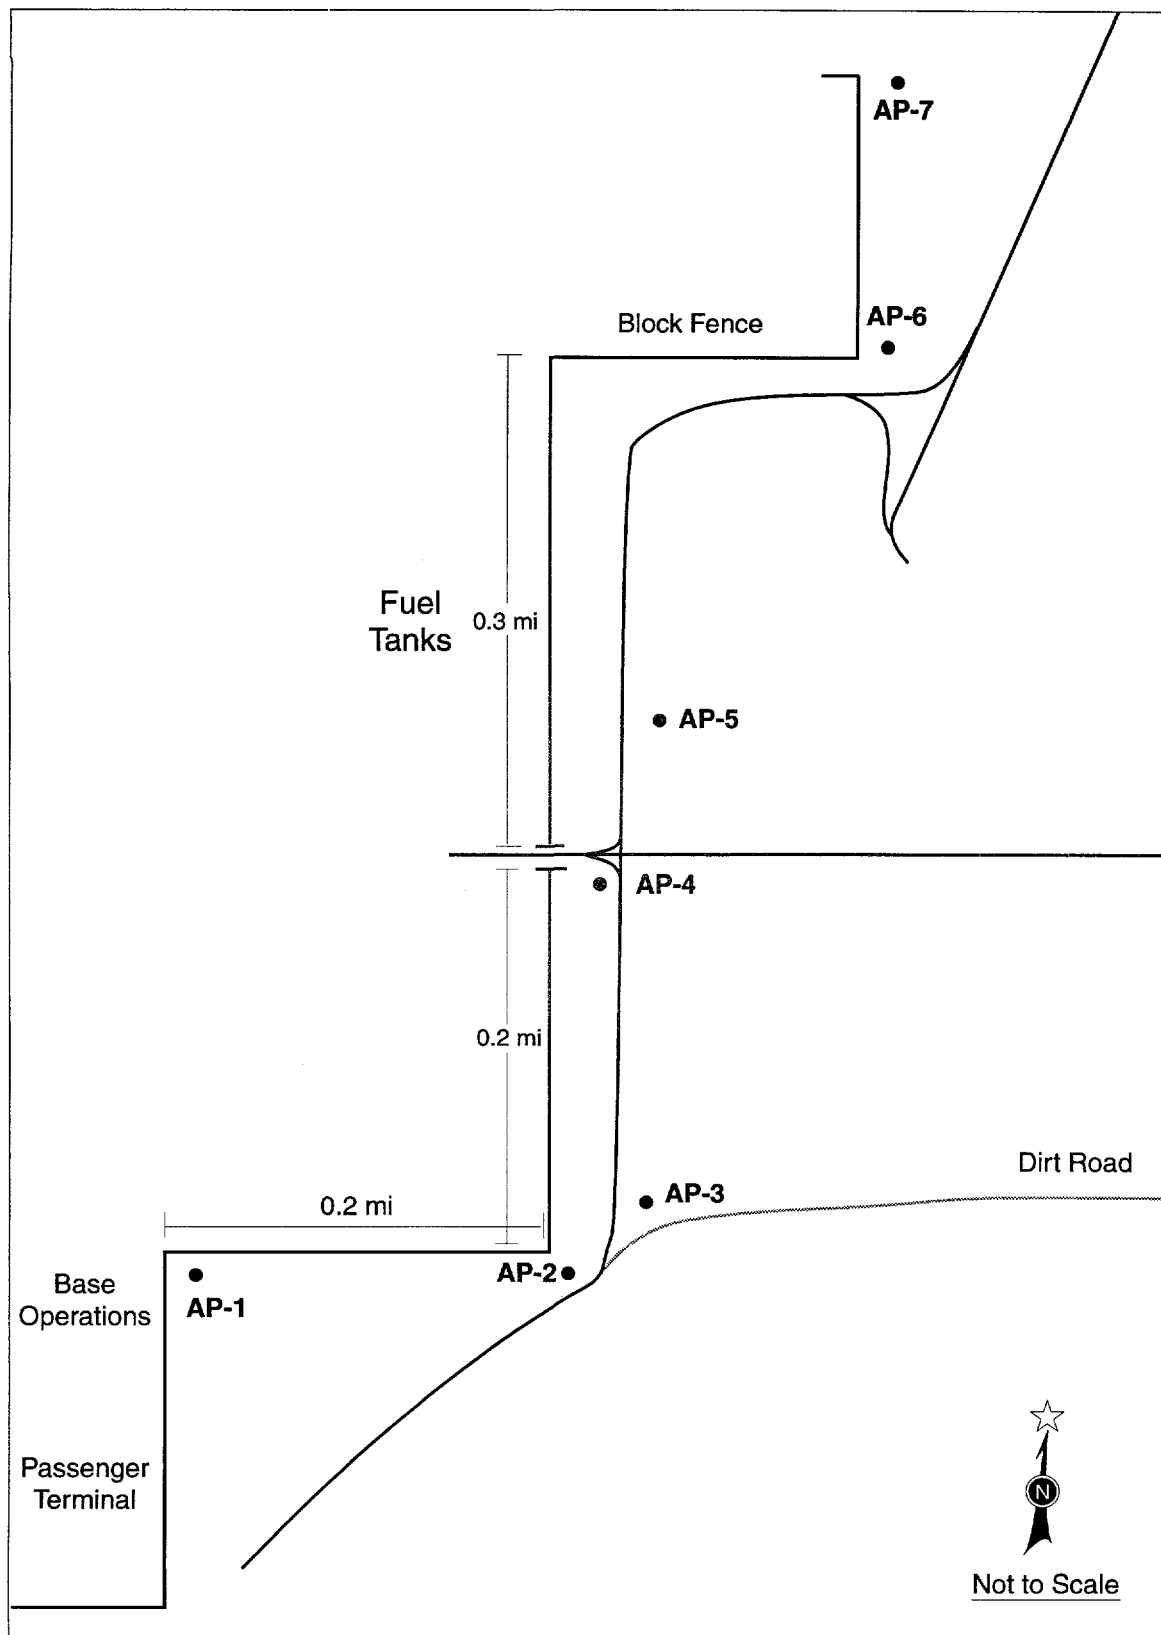 AP-7
AP-6
Block Fence
Fuel
Tanks
0.3 mi
AP-5
AP-4
0.2 mi
Dirt Road
AP-3
0.2 mi
AP-2
Base
Operations
AP-1
Passenger
Terminal
N
Not to Scale